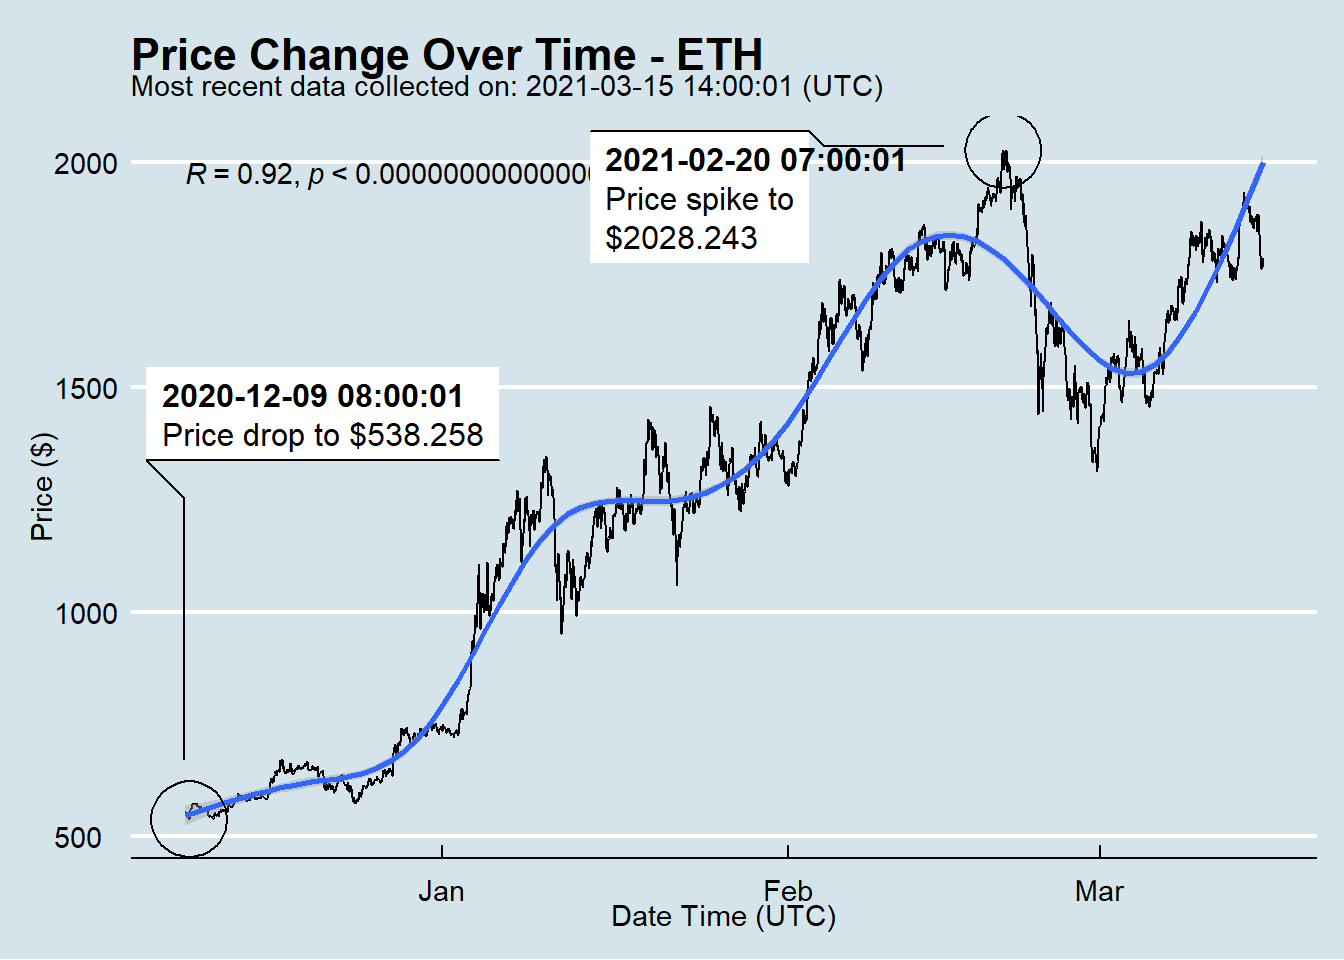 Price Change Over Time - ETH
Most recent data collected on: 2021-03-15 14:00:01 (UTC)
2000
R = 0.92, p < 0.0000000000000
2021-02-20 07:00:01
Price spike to
$2028.243
1500
2020-12-09 08:00:01
Price drop to $538.258
Price ($)
1000
500
Jan Feb Mar
Date Time (UTC)